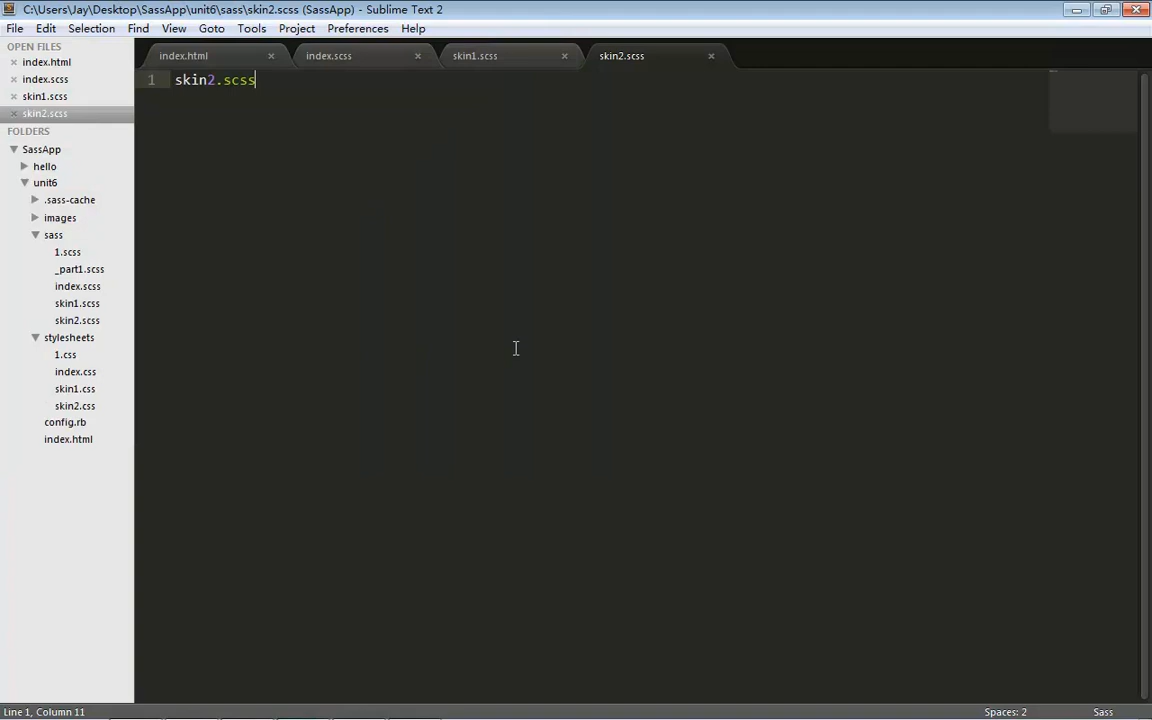 C:\Users\Jay\Desktop\SassApp\unit6\sass\skin2.scss (SassApp) - Sublime Text 2
File Edit Selection Find View Goto Tools Project Preferences Help
OPEN FILES
index.html
index.scss
skin1.scss
skin2.scss
FOLDERS
SassApp
hello
unit6
.sass-cache
images
sass
1.scss
_part1.scss
index.scss
skin1.scss
skin2.scss
stylesheets
1.css
index.css
skin1.css
skin2.css
config.rb
index.html
index.html index.scss skin1.scss skin2.scss
1 skin2.scss
Line 1, Column 11 Spaces: 2 Sass